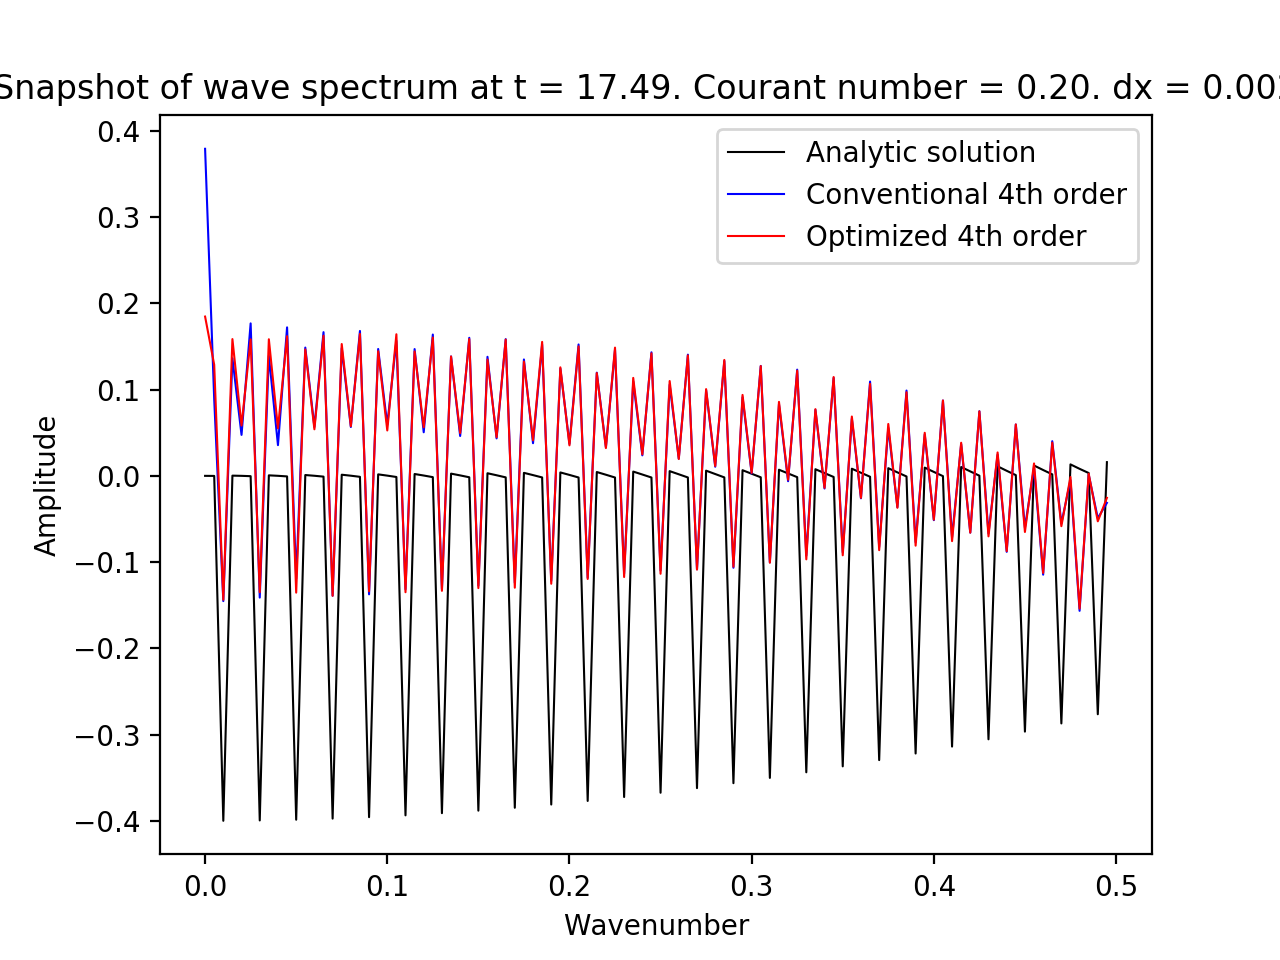 Snapshot of wave spectrum at t = 17.49. Courant number = 0.20. dx = 0.002
Analytic solution
Conventional 4th order
Optimized 4th order
Amplitude
0.4
0.3
0.2
0.1
0.0
−0.1
−0.2
−0.3
−0.4
0.0 0.1 0.2 0.3 0.4 0.5
Wavenumber